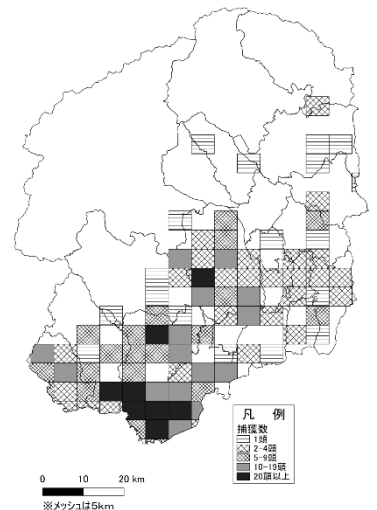 凡 例
捕獲数
1頭
2-4頭
5-9頭
10-19頭
20頭以上
0 10 20 km
※メッシュは5km